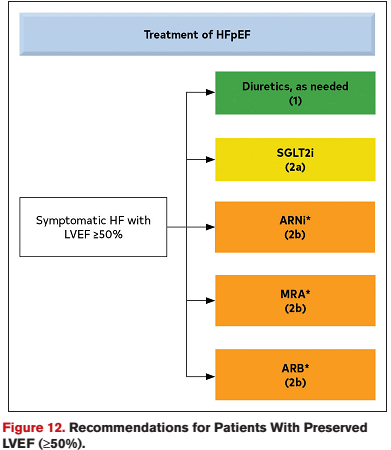 Treatment of HFpEF
Diuretics, as needed
(1)
SGLT2i
(2a)
Symptomatic HF with
LVEF ≥50%
ARNi*
(2b)
MRA*
(2b)
ARB*
(2b)
Figure 12. Recommendations for Patients With Preserved
LVEF (≥50%).